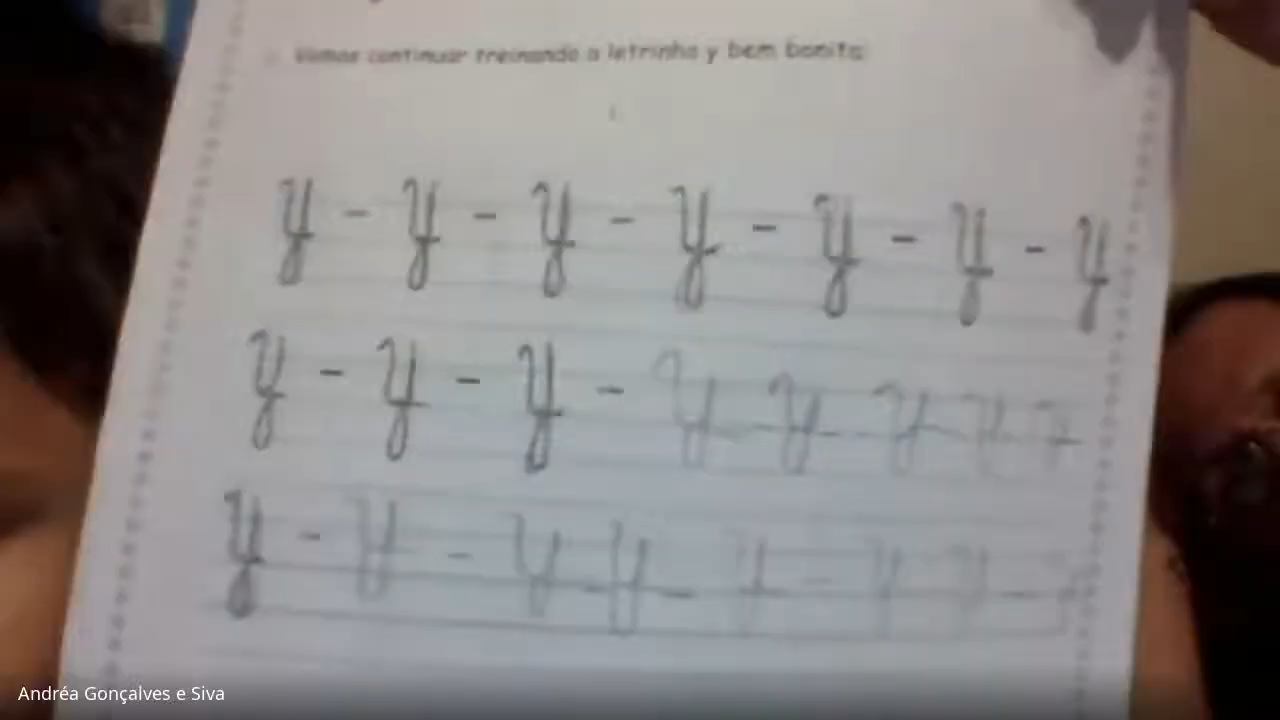 Vamos continuar treinando a letrinha y bem bonita:
y - y - y - y - y - y - y
y - y - y - y - y - y y y
y - y - y - y - y - y y - y
Andréa Gonçalves e Siva